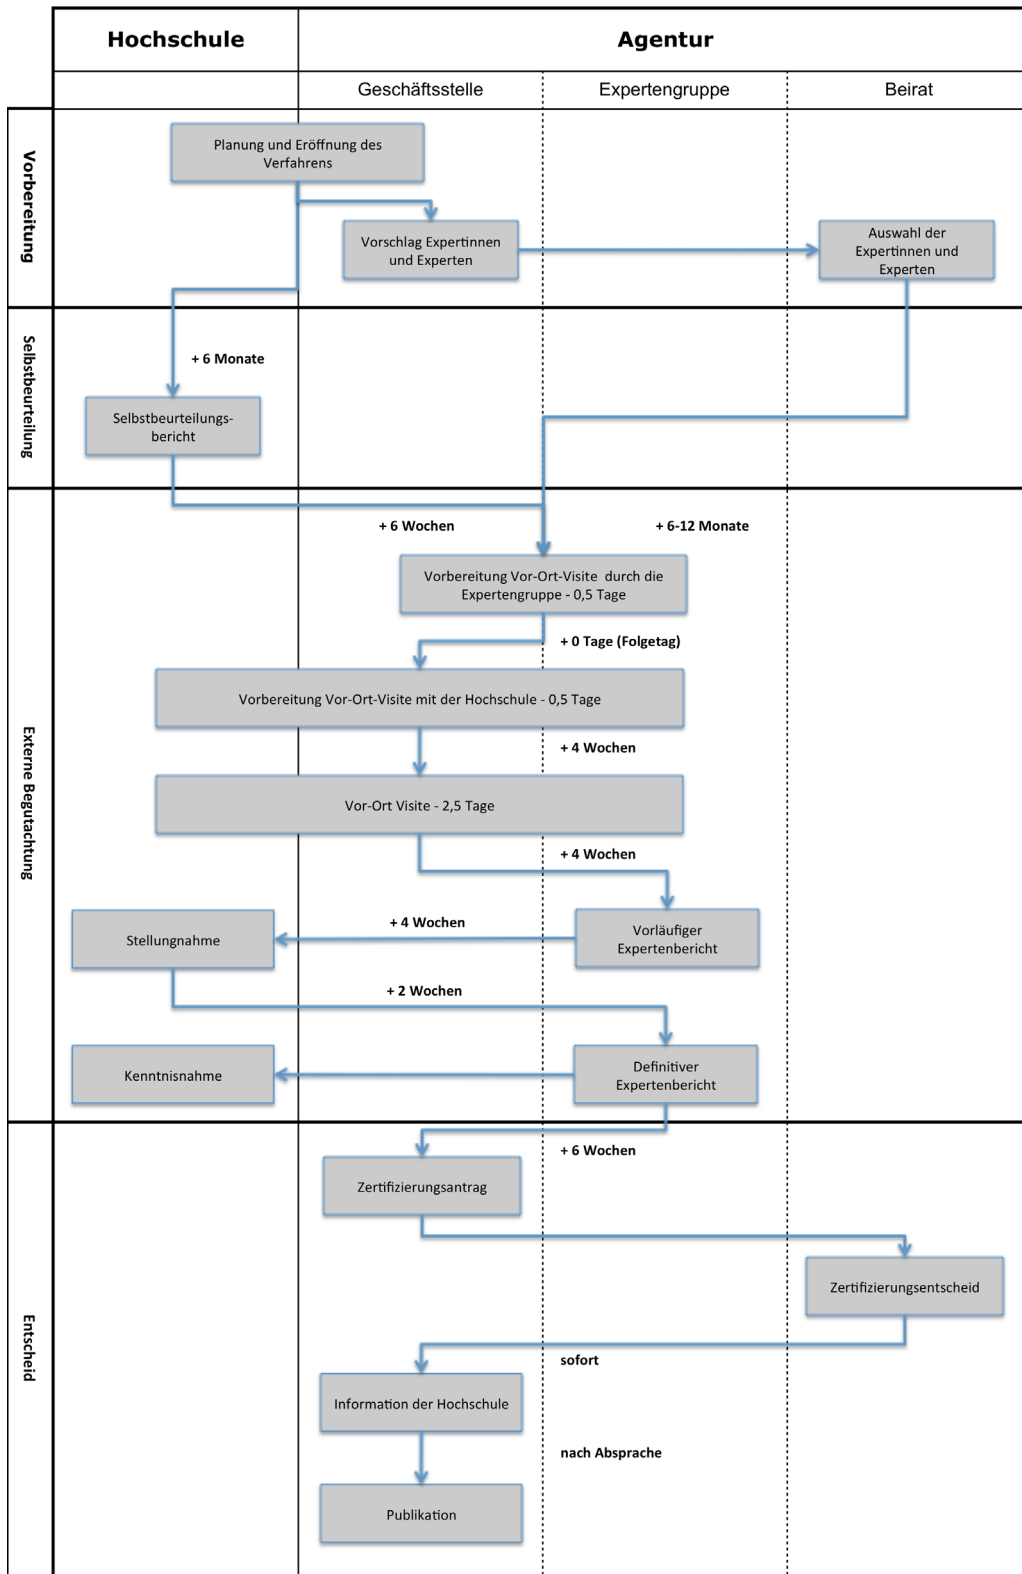 Hochschule
Agentur
Geschäftsstelle
Expertengruppe
Beirat
Vorbereitung
Planung und Eröffnung des
Verfahrens
Vorschlag Expertinnen
und Experten
Auswahl der
Expertinnen und
Experten
Selbstbeurteilung
+ 6 Monate
Selbstbeurteilungs-
bericht
Externe Begutachtung
+ 6 Wochen
+ 6-12 Monate
Vorbereitung Vor-Ort-Visite durch die
Expertengruppe - 0,5 Tage
+ 0 Tage (Folgetag)
Vorbereitung Vor-Ort-Visite mit der Hochschule - 0,5 Tage
+ 4 Wochen
Vor-Ort Visite - 2,5 Tage
+ 4 Wochen
+ 4 Wochen
Stellungnahme
Vorläufiger
Expertenbericht
+ 2 Wochen
Kenntnisnahme
Definitiver
Expertenbericht
Entscheid
+ 6 Wochen
Zertifizierungsantrag
Zertifizierungsentscheid
sofort
Information der Hochschule
nach Absprache
Publikation